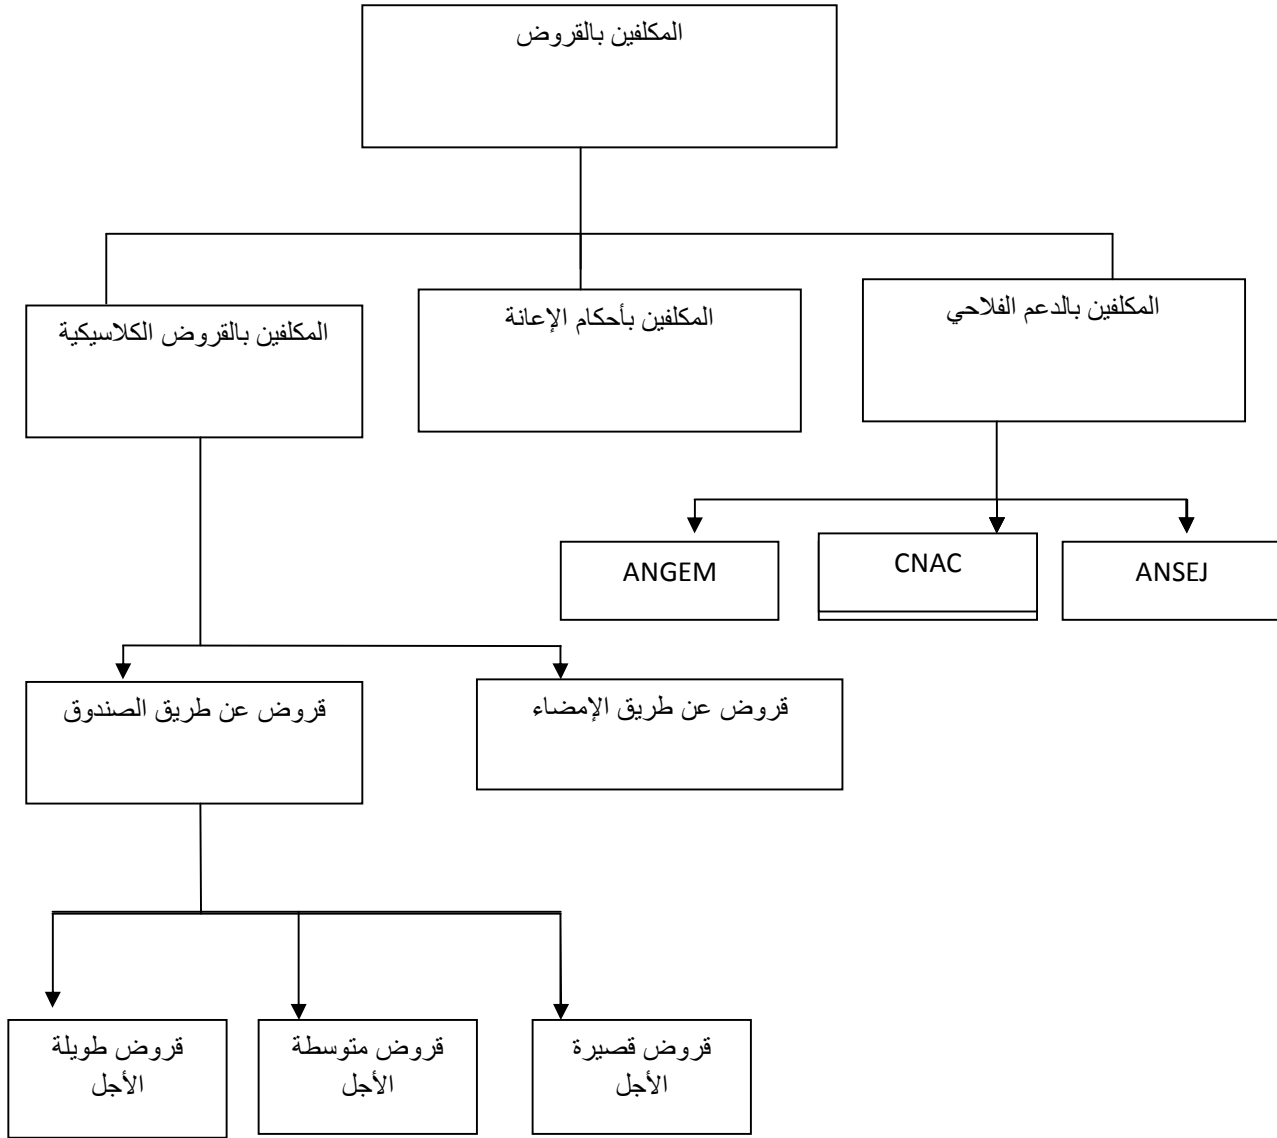 المكلفين بالقروض
المكلفين بالدعم الفلاحي
المكلفين بأحكام الإعانة
المكلفين بالقروض الكلاسيكية
ANSEJ
CNAC
ANGEM
قروض عن طريق الإمضاء
قروض عن طريق الصندوق
قروض قصيرة
الأجل
قروض متوسطة
الأجل
قروض طويلة
الأجل